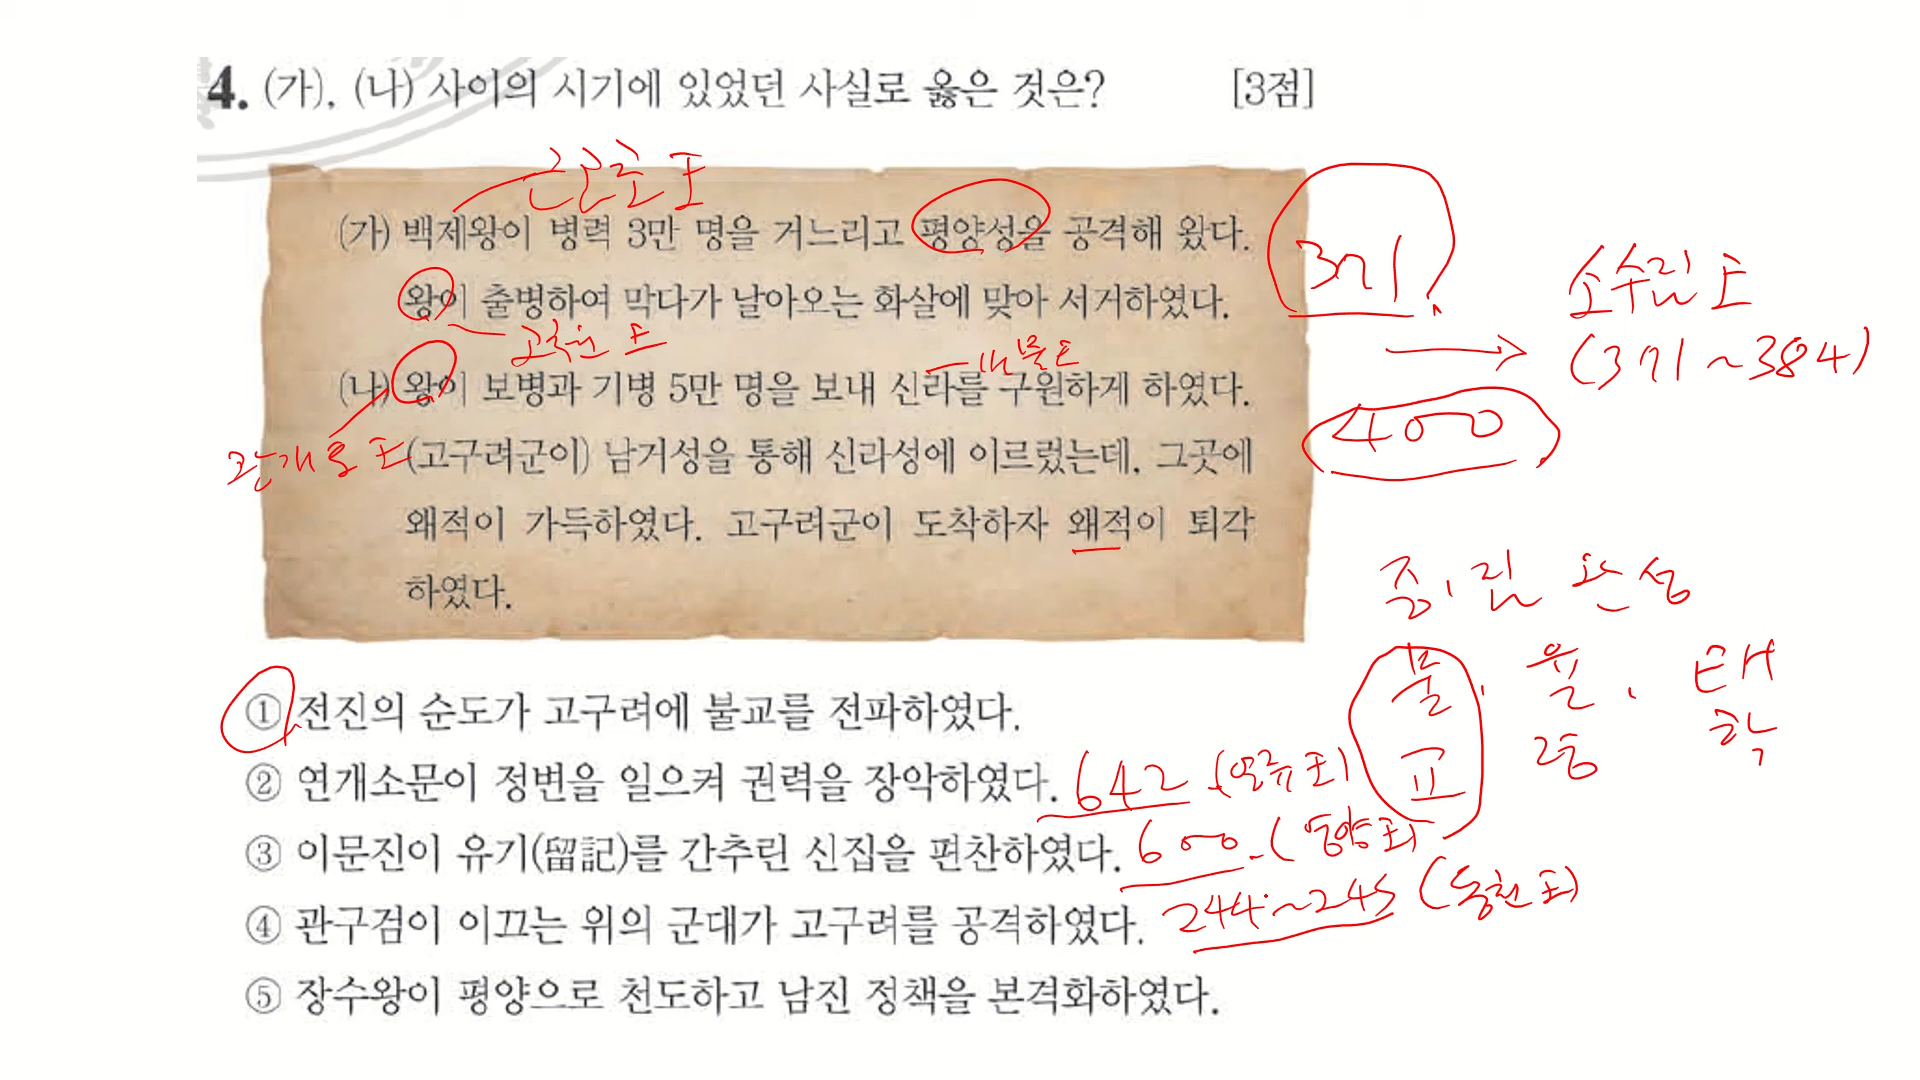 4. (가), (나) 사이의 시기에 있었던 사실로 옳은 것은? [3점]
근초고왕
(가) 백제왕이 병력 3만 명을 거느리고 평양성을 공격해 왔다.
371
왕이 출병하여 막다가 날아오는 화살에 맞아 서거하였다.
소수림王
고국원王
내물王
(371~384)
(나) 왕이 보병과 기병 5만 명을 보내 신라를 구원하게 하였다.
400
광개토王
(고구려군이) 남거성을 통해 신라성에 이르렀는데, 그곳에
왜적이 가득하였다. 고구려군이 도착하자 왜적이 퇴각
하였다.
불교, 율령, 태학
① 전진의 순도가 고구려에 불교를 전파하였다.
② 연개소문이 정변을 일으켜 권력을 장악하였다. 642 (영류王)
③ 이문진이 유기(留記)를 간추린 신집을 편찬하였다. 600 (영양王)
④ 관구검이 이끄는 위의 군대가 고구려를 공격하였다. 244~245 (동천王)
⑤ 장수왕이 평양으로 천도하고 남진 정책을 본격화하였다.